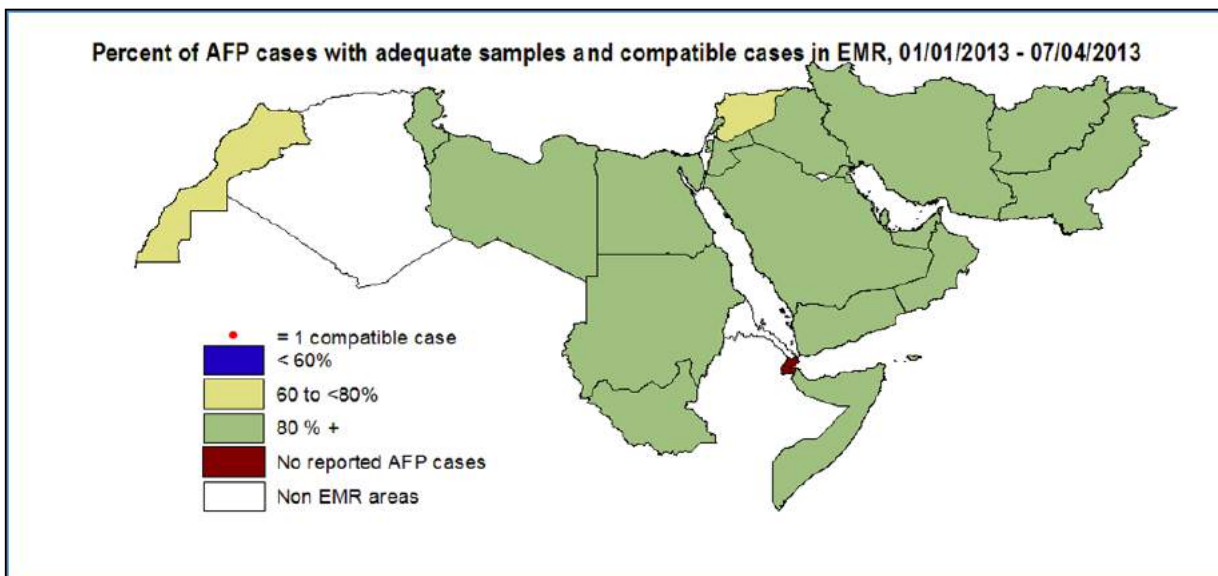 Percent of AFP cases with adequate samples and compatible cases in EMR, 01/01/2013 - 07/04/2013
= 1 compatible case
< 60%
60 to <80%
80 % +
No reported AFP cases
Non EMR areas